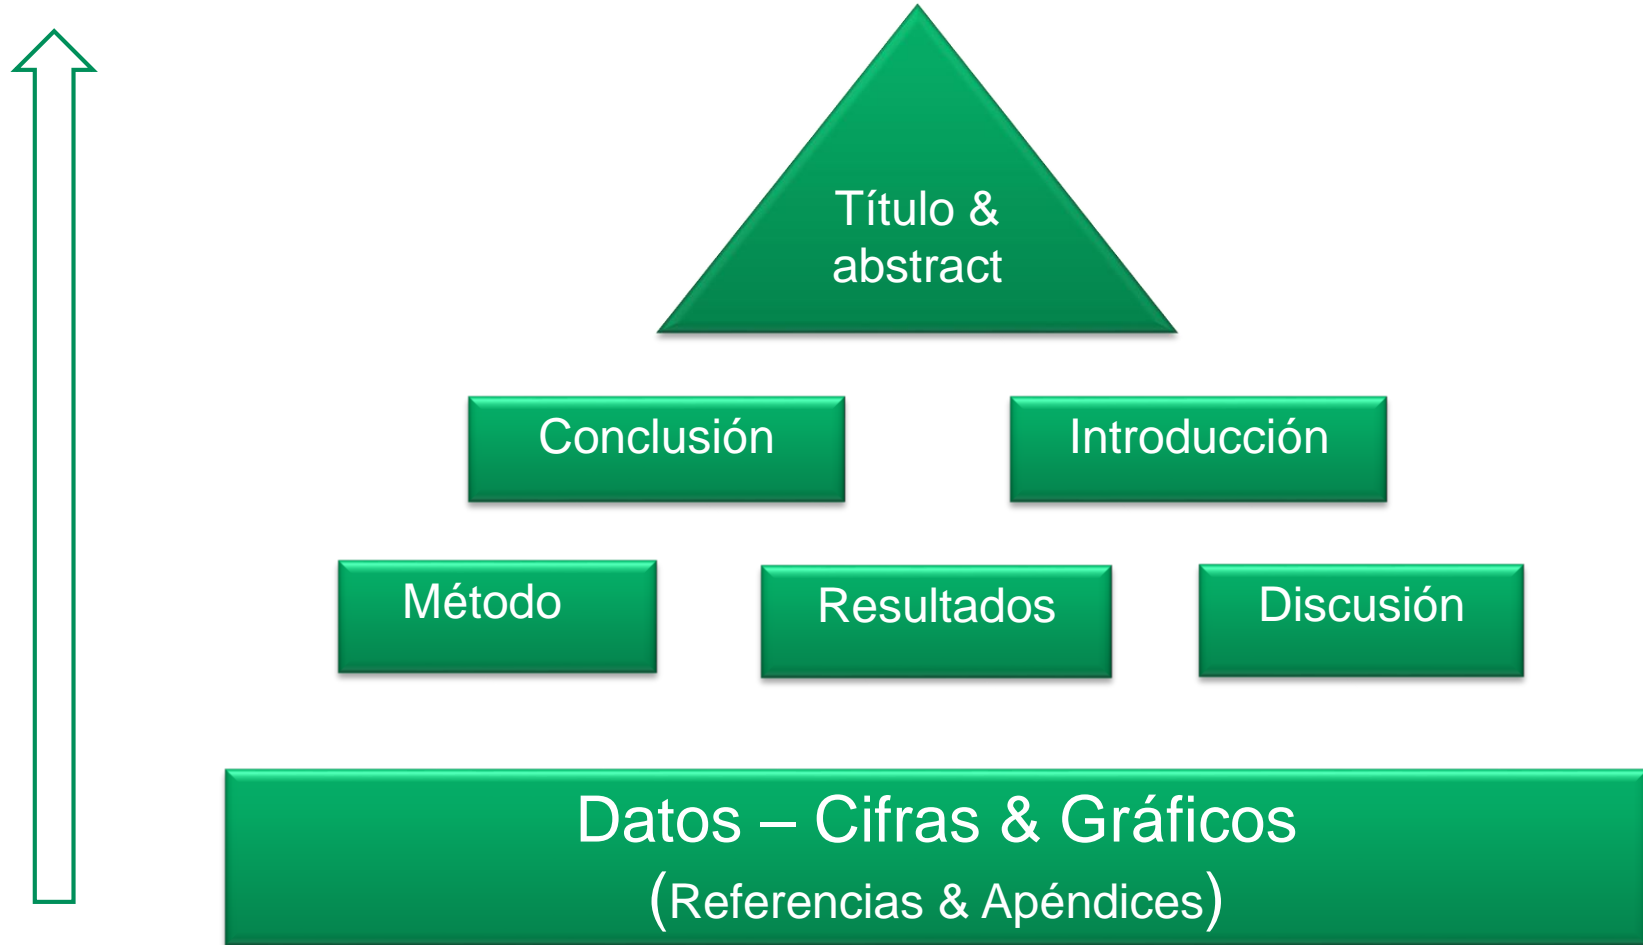 Título &
abstract
Conclusión
Introducción
Método
Resultados
Discusión
Datos – Cifras & Gráficos
(Referencias & Apéndices)